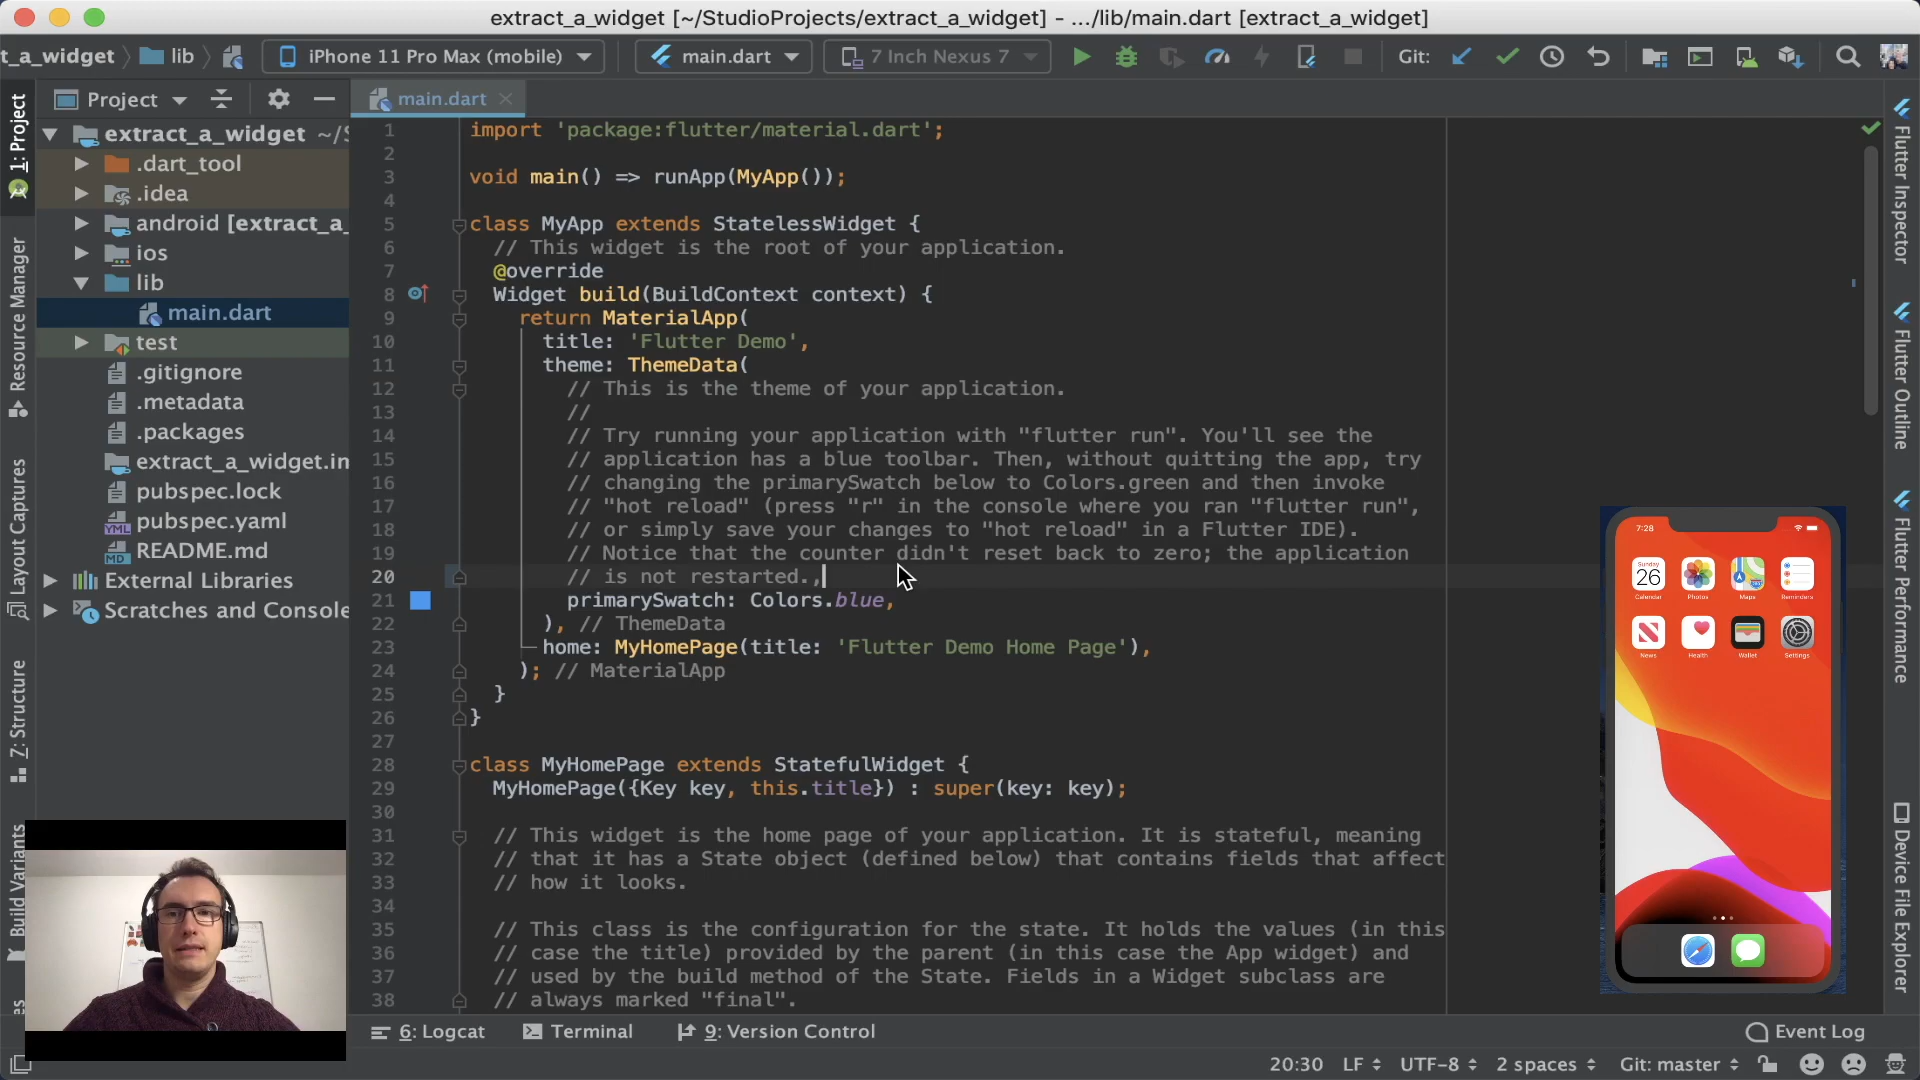 extract_a_widget [~/StudioProjects/extract_a_widget] - .../lib/main.dart [extract_a_widget]
t_a_widget
lib
iPhone 11 Pro Max (mobile)
main.dart
7 Inch Nexus 7
Git:
1: Project
Resource Manager
Layout Captures
Z: Structure
Build Variants
es
Project
extract_a_widget ~/S
.dart_tool
.idea
android [extract_a_
ios
lib
main.dart
test
.gitignore
.metadata
.packages
extract_a_widget.im
pubspec.lock
pubspec.yaml
README.md
External Libraries
Scratches and Console
YML
MD
main.dart
1 import 'package:flutter/material.dart';
2
3 void main() => runApp(MyApp());
4
5 class MyApp extends StatelessWidget {
6 // This widget is the root of your application.
7 @override
8 Widget build(BuildContext context) {
9 return MaterialApp(
10 title: 'Flutter Demo',
11 theme: ThemeData(
12 // This is the theme of your application.
13 //
14 // Try running your application with "flutter run". You'll see the
15 // application has a blue toolbar. Then, without quitting the app, try
16 // changing the primarySwatch below to Colors.green and then invoke
17 // "hot reload" (press "r" in the console where you ran "flutter run",
18 // or simply save your changes to "hot reload" in a Flutter IDE).
19 // Notice that the counter didn't reset back to zero; the application
20 // is not restarted.,
21 primarySwatch: Colors.blue,
22 ), // ThemeData
23 home: MyHomePage(title: 'Flutter Demo Home Page'),
24 ); // MaterialApp
25 }
26 }
27
28 class MyHomePage extends StatefulWidget {
29 MyHomePage({Key key, this.title}) : super(key: key);
30
31 // This widget is the home page of your application. It is stateful, meaning
32 // that it has a State object (defined below) that contains fields that affect
33 // how it looks.
34
35 // This class is the configuration for the state. It holds the values (in this
36 // case the title) provided by the parent (in this case the App widget) and
37 // used by the build method of the State. Fields in a Widget subclass are
38 // always marked "final".
7:28
SUNDAY
26
Calendar
Photos
Maps
Reminders
News
Health
Wallet
Settings
Flutter Inspector
Flutter Outline
Flutter Performance
Device File Explorer
6: Logcat
Terminal
9: Version Control
Event Log
20:30
LF
UTF-8
2 spaces
Git: master